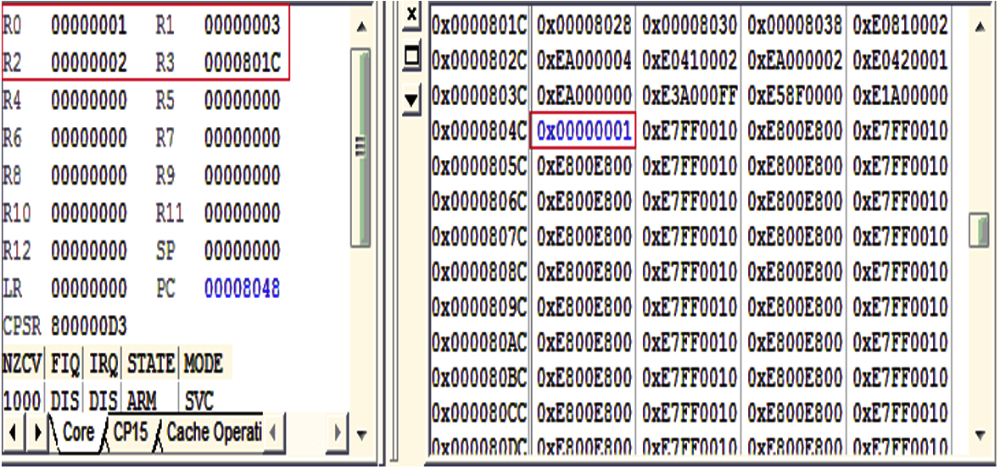 R0 00000001 R1 00000003
R2 00000002 R3 0000801C
R4 00000000 R5 00000000
R6 00000000 R7 00000000
R8 00000000 R9 00000000
R10 00000000 R11 00000000
R12 00000000 SP 00000000
LR 00000000 PC 00008048
CPSR 800000D3
NZCV FIQ IRQ STATE MODE
1000 DIS DIS ARM SVC
Core CP15 Cache Operati
0x0000801C 0x00008028 0x00008030 0x00008038 0xE0810002
0x0000802C 0xEA000004 0xE0410002 0xEA000002 0xE0420001
0x0000803C 0xEA000000 0xE3A000FF 0xE58F0000 0xE1A00000
0x0000804C 0x00000001 0xE7FF0010 0xE800E800 0xE7FF0010
0x0000805C 0xE800E800 0xE7FF0010 0xE800E800 0xE7FF0010
0x0000806C 0xE800E800 0xE7FF0010 0xE800E800 0xE7FF0010
0x0000807C 0xE800E800 0xE7FF0010 0xE800E800 0xE7FF0010
0x0000808C 0xE800E800 0xE7FF0010 0xE800E800 0xE7FF0010
0x0000809C 0xE800E800 0xE7FF0010 0xE800E800 0xE7FF0010
0x000080AC 0xE800E800 0xE7FF0010 0xE800E800 0xE7FF0010
0x000080BC 0xE800E800 0xE7FF0010 0xE800E800 0xE7FF0010
0x000080CC 0xE800E800 0xE7FF0010 0xE800E800 0xE7FF0010
0x000080DC 0xE800E800 0xE7FF0010 0xE800E800 0xE7FF0010